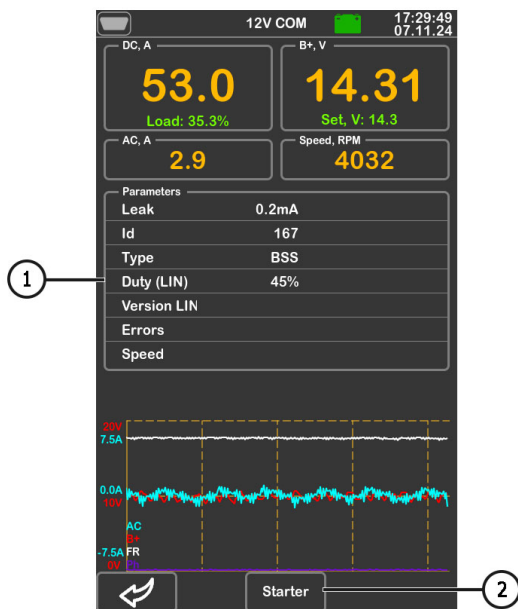 12V COM
17:29:49
07.11.24
DC, A
53.0
Load: 35.3%
B+, V
14.31
Set, V: 14.3
AC, A
2.9
Speed, RPM
4032
Parameters
Leak 0.2mA
Id 167
Type BSS
Duty (LIN) 45%
Version LIN
Errors
Speed
1
20V
7.5A
0.0A
10V
AC
B+
-7.5A FR
0V Ph
Starter
2